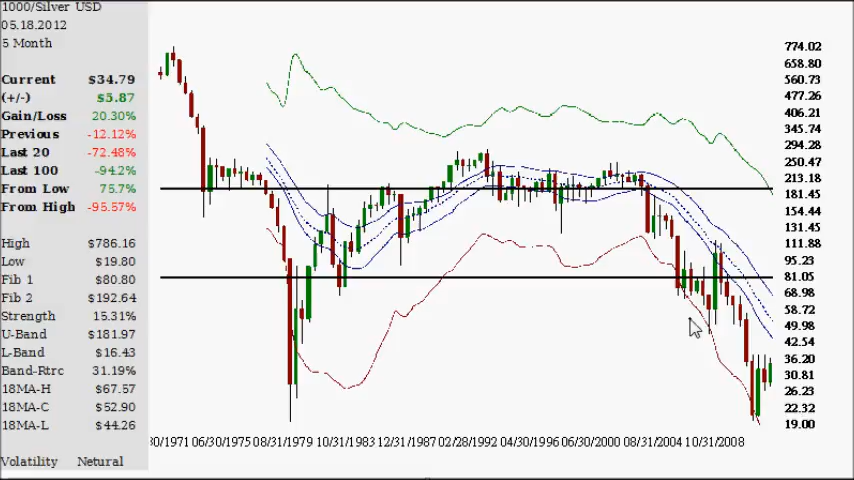 1000/Silver USD
05.18.2012
5 Month
Current $34.79
(+/-) $5.87
Gain/Loss 20.30%
Previous -12.12%
Last 20 -72.48%
Last 100 -94.2%
From Low 75.7%
From High -95.57%
High $786.16
Low $19.80
Fib 1 $80.80
Fib 2 $192.64
Strength 15.31%
U-Band $181.97
L-Band $16.43
Band-Rtrc 31.19%
18MA-H $67.57
18MA-C $52.90
18MA-L $44.26
Volatility Netural
774.02
658.80
560.73
477.26
406.21
345.74
294.28
250.47
213.18
181.45
154.44
131.45
111.88
95.23
81.05
68.98
58.72
49.98
42.54
36.20
30.81
26.23
22.32
19.00
30/1971 06/30/1975 08/31/1979 10/31/1983 12/31/1987 02/28/1992 04/30/1996 06/30/2000 08/31/2004 10/31/2008